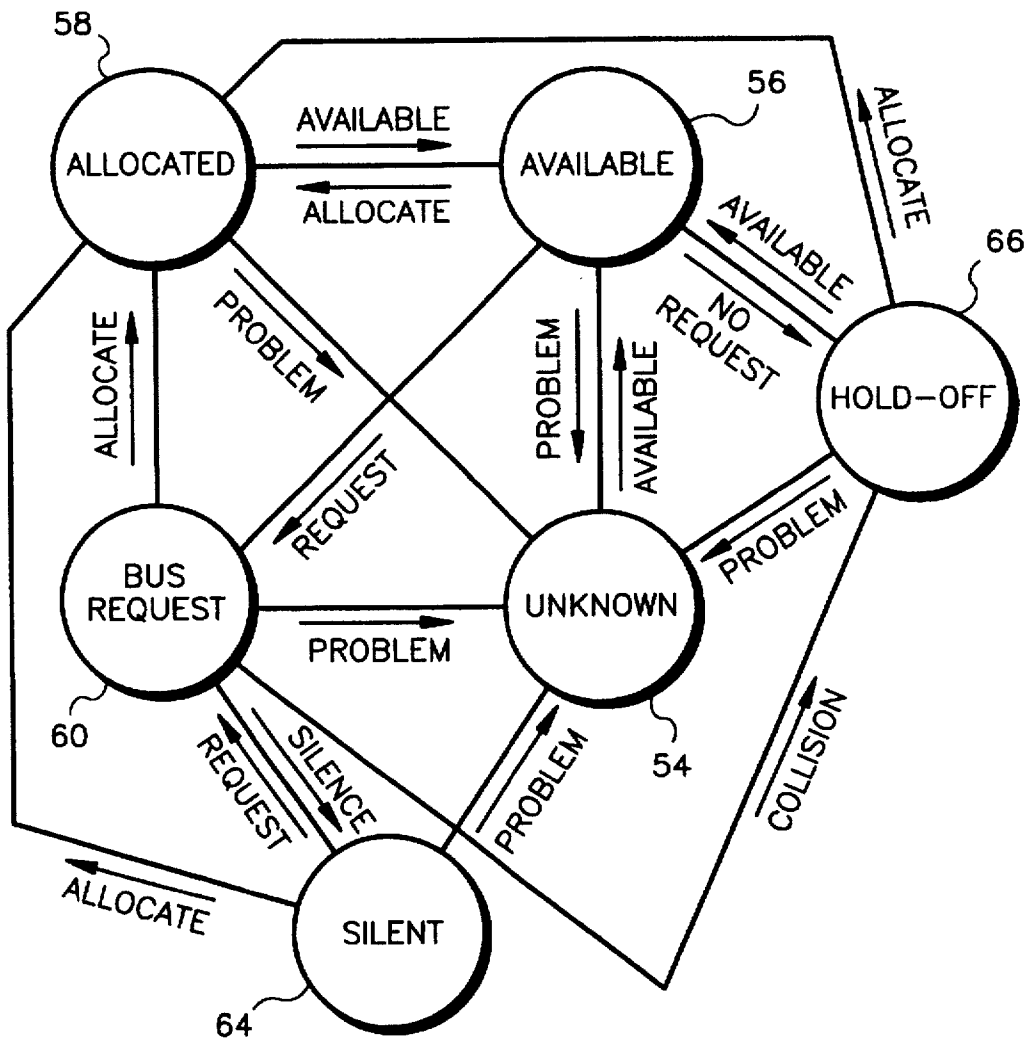 58
56
ALLOCATED
AVAILABLE
ALLOCATE
AVAILABLE
ALLOCATE
AVAILABLE
NO
REQUEST
66
HOLD-OFF
PROBLEM
ALLOCATE
REQUEST
PROBLEM
AVAILABLE
PROBLEM
BUS
REQUEST
PROBLEM
UNKNOWN
60
54
REQUEST
SILENCE
PROBLEM
COLLISION
ALLOCATE
SILENT
64